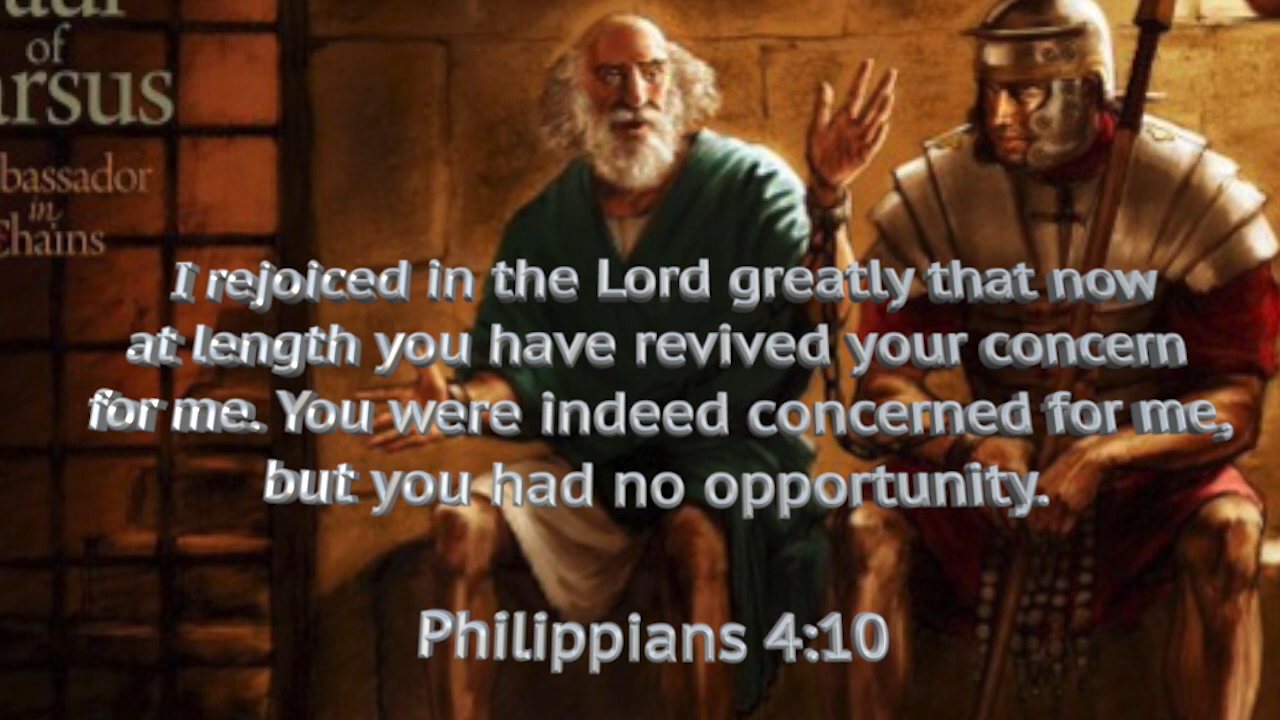 of
I rejoiced in the Lord greatly that now
at length you have revived your concern
for me. You were indeed concerned for me,
but you had no opportunity.
Philippians 4:10
in